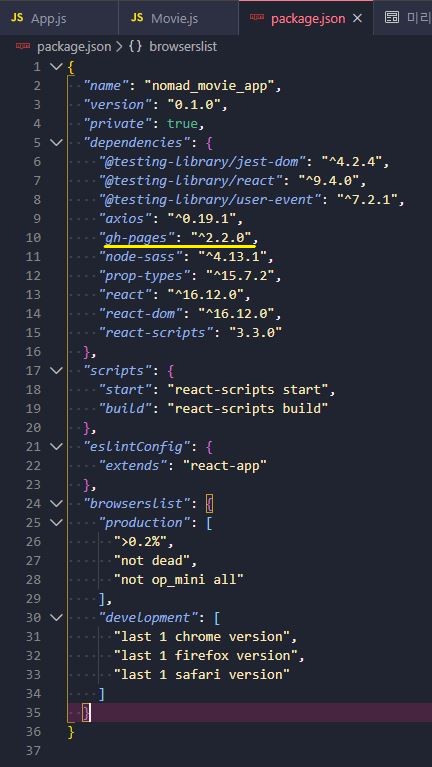 JS App.js JS Movie.js package.json × 미리
package.json > {} browserslist
1 {
2 "name": "nomad_movie_app",
3 "version": "0.1.0",
4 "private": true,
5 "dependencies": {
6 "@testing-library/jest-dom": "^4.2.4",
7 "@testing-library/react": "^9.4.0",
8 "@testing-library/user-event": "^7.2.1",
9 "axios": "^0.19.1",
10 "gh-pages": "^2.2.0",
11 "node-sass": "^4.13.1",
12 "prop-types": "^15.7.2",
13 "react": "^16.12.0",
14 "react-dom": "^16.12.0",
15 "react-scripts": "3.3.0"
16 },
17 "scripts": {
18 "start": "react-scripts start",
19 "build": "react-scripts build"
20 },
21 "eslintConfig": {
22 "extends": "react-app"
23 },
24 "browserslist": {
25 "production": [
26 ">0.2%",
27 "not dead",
28 "not op_mini all"
29 ],
30 "development": [
31 "last 1 chrome version",
32 "last 1 firefox version",
33 "last 1 safari version"
34 ]
35 }
36 }
37